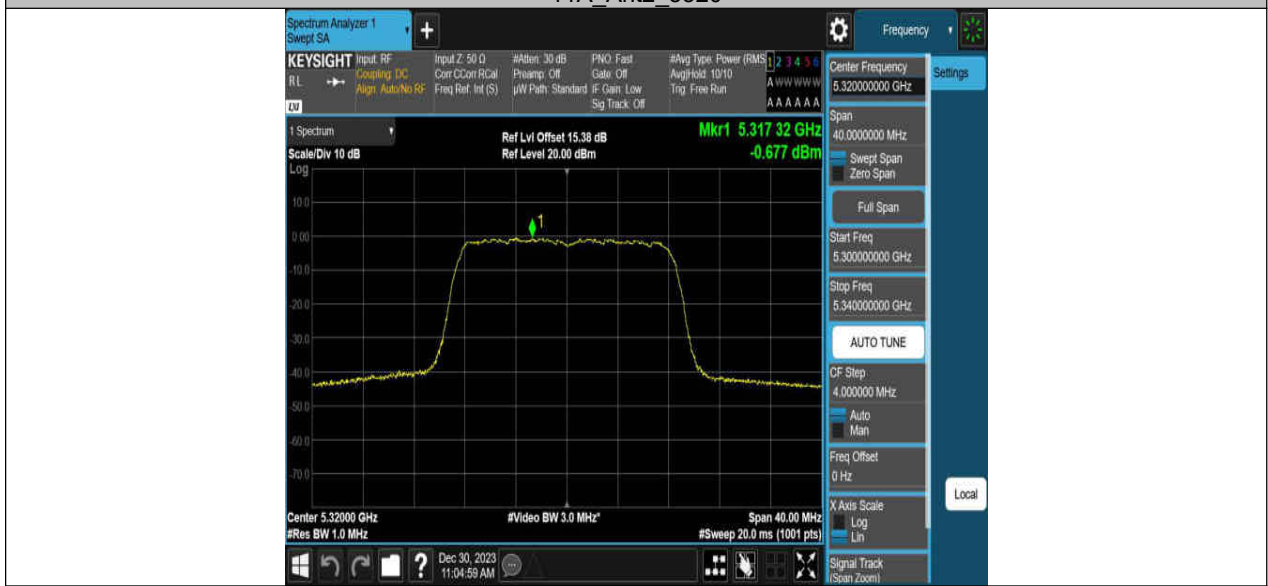 Spectrum Analyzer 1
Swept SA
+
Frequency
KEYSIGHT
RL
LXI
Input: RF
Coupling: DC
Align: Auto/No RF
Input Z: 50 Ω
Corr CCorr RCal
Freq Ref: Int (S)
#Atten: 30 dB
Preamp: Off
µW Path: Standard
PNO: Fast
Gate: Off
IF Gain: Low
Sig Track: Off
#Avg Type: Power (RMS
Avg|Hold: 10/10
Trig: Free Run
1 2 3 4 5 6
A W W W W W
A A A A A A
1 Spectrum
Scale/Div 10 dB
Log
Ref Lvl Offset 15.38 dB
Ref Level 20.00 dBm
Mkr1 5.317 32 GHz
-0.677 dBm
1
10.0
0.00
-10.0
-20.0
-30.0
-40.0
-50.0
-60.0
-70.0
Center 5.32000 GHz
#Res BW 1.0 MHz
#Video BW 3.0 MHz*
Span 40.00 MHz
#Sweep 20.0 ms (1001 pts)
Dec 30, 2023
11:04:59 AM
?
Center Frequency
5.320000000 GHz
Settings
Span
40.0000000 MHz
Swept Span
Zero Span
Full Span
Start Freq
5.300000000 GHz
Stop Freq
5.340000000 GHz
AUTO TUNE
CF Step
4.000000 MHz
Auto
Man
Freq Offset
0 Hz
X Axis Scale
Log
Lin
Local
Signal Track
(Span Zoom)